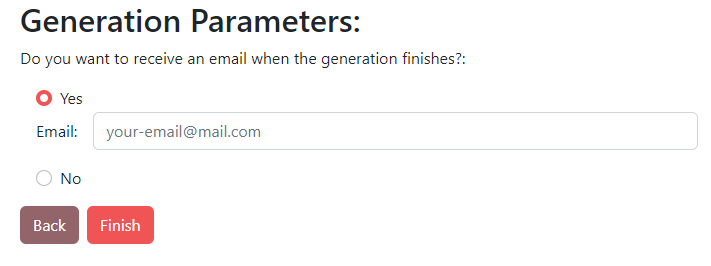 Generation Parameters:
Do you want to receive an email when the generation finishes?:
Yes
Email: your-email@mail.com
No
Back Finish